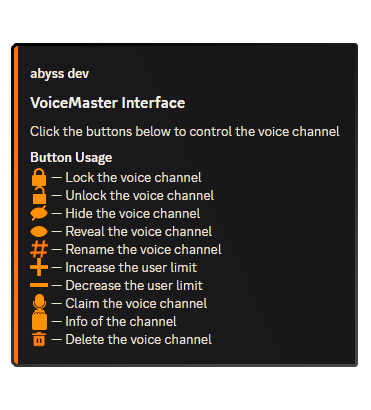 abyss dev
VoiceMaster Interface
Click the buttons below to control the voice channel
Button Usage
— Lock the voice channel
— Unlock the voice channel
— Hide the voice channel
— Reveal the voice channel
# — Rename the voice channel
— Increase the user limit
— Decrease the user limit
— Claim the voice channel
— Info of the channel
— Delete the voice channel